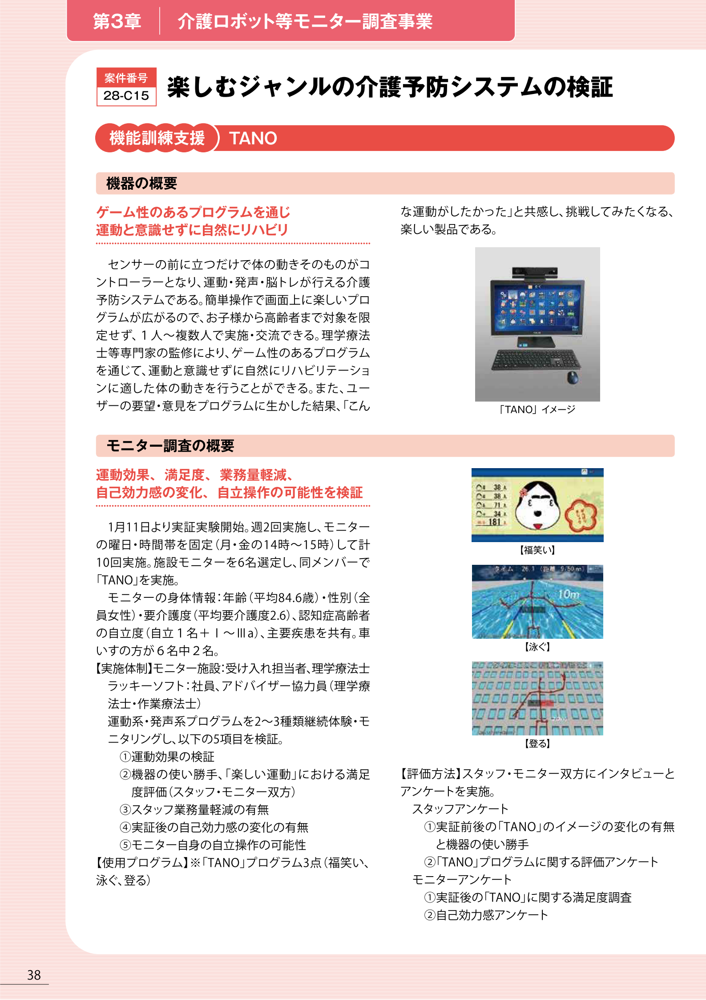 第3章 介護ロボット等モニター調査事業
案件番号
28-C15
楽しむジャンルの介護予防システムの検証
機能訓練支援 TANO
機器の概要
ゲーム性のあるプログラムを通じ
運動と意識せずに自然にリハビリ
センサーの前に立つだけで体の動きそのものがコ
ントローラーとなり、運動・発声・脳トレが行える介護
予防システムである。簡単操作で画面上に楽しいプロ
グラムが広がるので、お子様から高齢者まで対象を限
定せず、1人～複数人で実施・交流できる。理学療法
士等専門家の監修により、ゲーム性のあるプログラム
を通じて、運動と意識せずに自然にリハビリテーショ
ンに適した体の動きを行うことができる。また、ユー
ザーの要望・意見をプログラムに生かした結果、「こん
な運動がしたかった」と共感し、挑戦してみたくなる、
楽しい製品である。
「TANO」イメージ
モニター調査の概要
運動効果、満足度、業務量軽減、
自己効力感の変化、自立操作の可能性を検証
1月11日より実証実験開始。週2回実施し、モニター
の曜日・時間帯を固定（月・金の14時～15時）して計
10回実施。施設モニターを6名選定し、同メンバーで
「TANO」を実施。
モニターの身体情報：年齢（平均84.6歳）・性別（全
員女性）・要介護度（平均要介護度2.6）、認知症高齢者
の自立度（自立1名＋Ⅰ～Ⅲa）、主要疾患を共有。車
いすの方が6名中2名。
【実施体制】モニター施設：受け入れ担当者、理学療法士
ラッキーソフト：社員、アドバイザー協力員（理学療
法士・作業療法士）
運動系・発声系プログラムを2～3種類継続体験・モ
ニタリングし、以下の5項目を検証。
①運動効果の検証
②機器の使い勝手、「楽しい運動」における満足
度評価（スタッフ・モニター双方）
③スタッフ業務量軽減の有無
④実証後の自己効力感の変化の有無
⑤モニター自身の自立操作の可能性
【使用プログラム】※「TANO」プログラム3点（福笑い、
泳ぐ、登る）
38
38
71
34
181
【福笑い】
タイム 26.1 （距離 9/50m）
10m
【泳ぐ】
【登る】
【評価方法】スタッフ・モニター双方にインタビューと
アンケートを実施。
スタッフアンケート
①実証前後の「TANO」のイメージの変化の有無
と機器の使い勝手
②「TANO」プログラムに関する評価アンケート
モニターアンケート
①実証後の「TANO」に関する満足度調査
②自己効力感アンケート
38